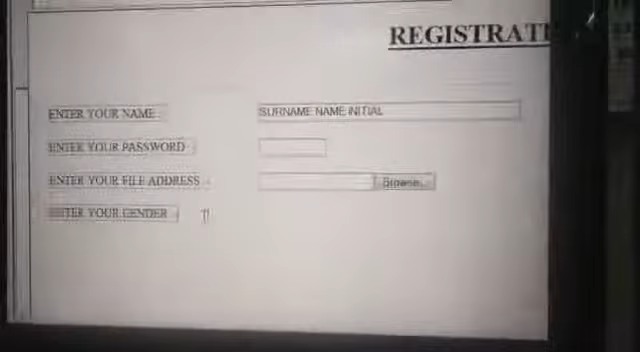 REGISTRATI
ENTER YOUR NAME
SURNAME NAME INITIAL
ENTER YOUR PASSWORD
ENTER YOUR FILE ADDRESS
Browse...
ENTER YOUR GENDER